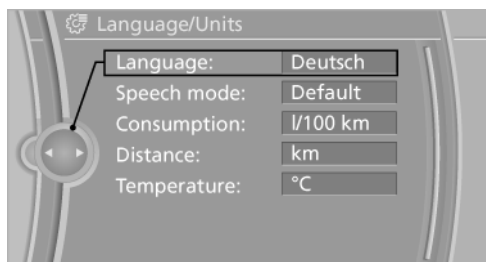 Language/Units
Language: Deutsch
Speech mode: Default
Consumption: l/100 km
Distance: km
Temperature: °C